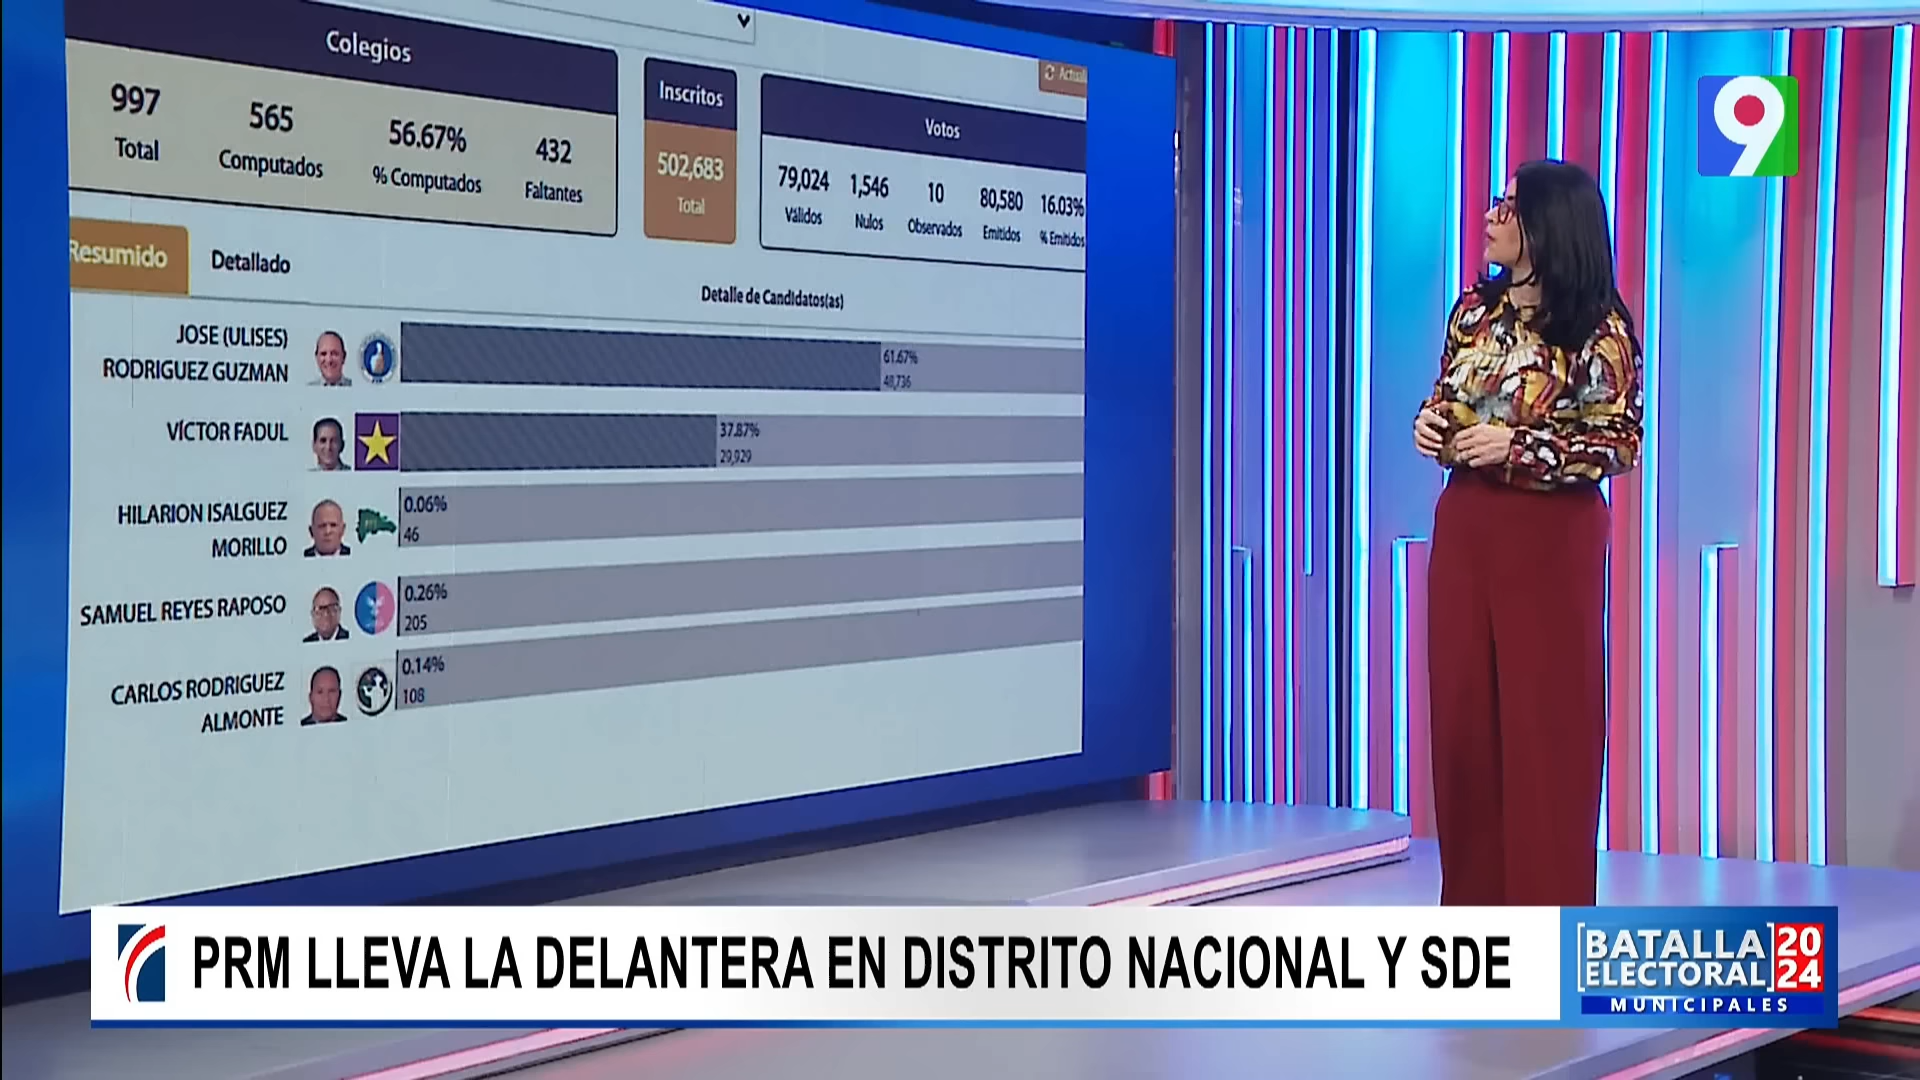 Colegios
997
Total
565
Computados
56.67%
% Computados
432
Faltantes
Inscritos
502,683
Total
Votos
79,024
Válidos
1,546
Nulos
10
Observados
80,580
Emitidos
16.03%
% Emitidos
Resumido
Detallado
Detalle de Candidatos(as)
JOSE (ULISES)
RODRIGUEZ GUZMAN
61.67%
48,736
VÍCTOR FADUL
37.87%
29,929
HILARION ISALGUEZ
MORILLO
0.06%
46
SAMUEL REYES RAPOSO
0.26%
205
CARLOS RODRIGUEZ
ALMONTE
0.14%
108
9
PRM LLEVA LA DELANTERA EN DISTRITO NACIONAL Y SDE
[BATALLA
ELECTORAL]
20
24
MUNICIPALES